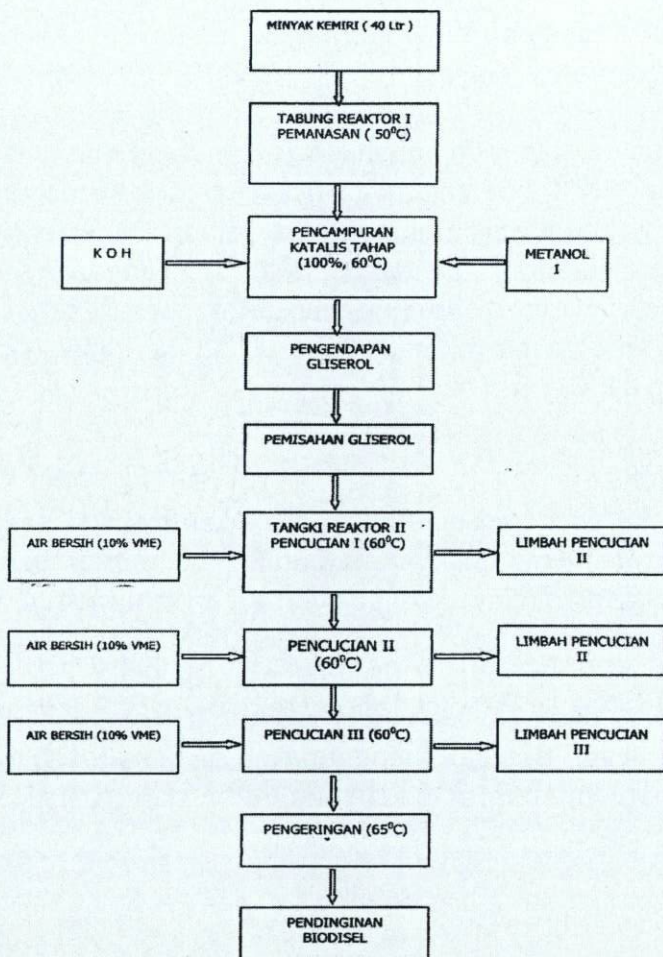 MINYAK KEMIRI ( 40 Ltr )
TABUNG REAKTOR I
PEMANASAN ( 50⁰C)
K O H
PENCAMPURAN
KATALIS TAHAP
(100%, 60⁰C)
METANOL
I
PENGENDAPAN
GLISEROL
PEMISAHAN GLISEROL
AIR BERSIH (10% VME)
TANGKI REAKTOR II
PENCUCIAN I (60⁰C)
LIMBAH PENCUCIAN
II
AIR BERSIH (10% VME)
PENCUCIAN II
(60⁰C)
LIMBAH PENCUCIAN
II
AIR BERSIH (10% VME)
PENCUCIAN III (60⁰C)
LIMBAH PENCUCIAN
III
PENGERINGAN (65⁰C)
PENDINGINAN
BIODISEL